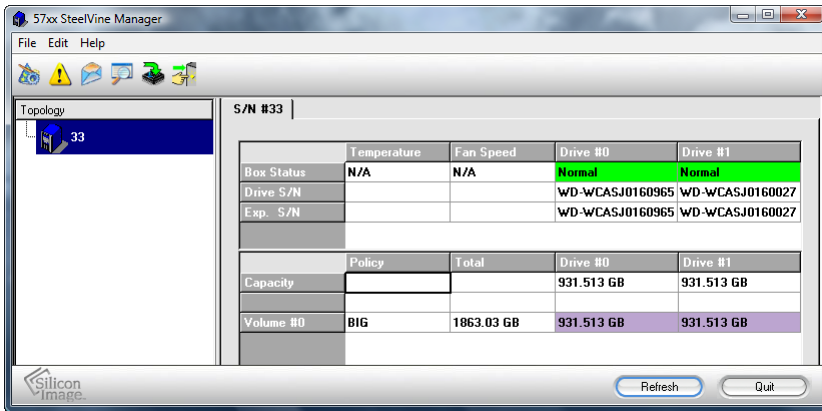 57xx SteelVine Manager
File Edit Help
Topology
33
S/N #33
Temperature Fan Speed Drive #0 Drive #1
Box Status N/A N/A Normal Normal
Drive S/N WD-WCASJ0160965 WD-WCASJ0160027
Exp. S/N WD-WCASJ0160965 WD-WCASJ0160027
Policy Total Drive #0 Drive #1
Capacity 931.513 GB 931.513 GB
Volume #0 BIG 1863.03 GB 931.513 GB 931.513 GB
Silicon
Image.
Refresh Quit